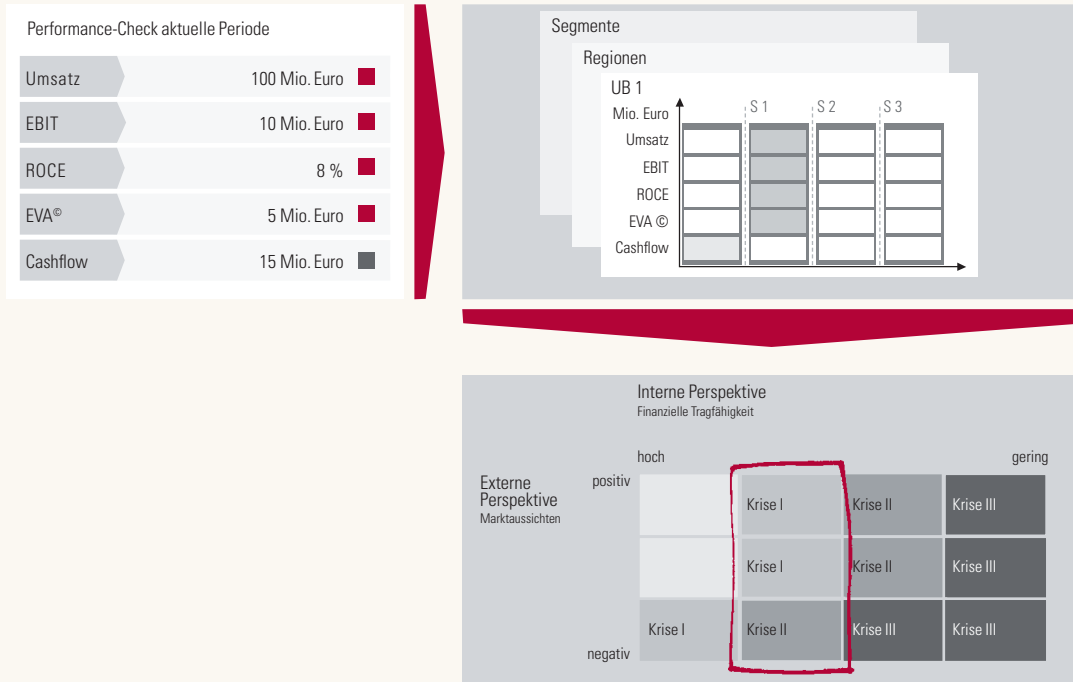 Performance-Check aktuelle Periode
Umsatz 100 Mio. Euro
EBIT 10 Mio. Euro
ROCE 8 %
EVA© 5 Mio. Euro
Cashflow 15 Mio. Euro
Segmente
Regionen
UB 1
Mio. Euro S 1 S 2 S 3
Umsatz
EBIT
ROCE
EVA ©
Cashflow
Interne Perspektive
Finanzielle Tragfähigkeit
hoch gering
Externe Perspektive
Marktaussichten
positiv
Krise I Krise II Krise III
Krise I Krise II Krise III
Krise I Krise II Krise III Krise III
negativ